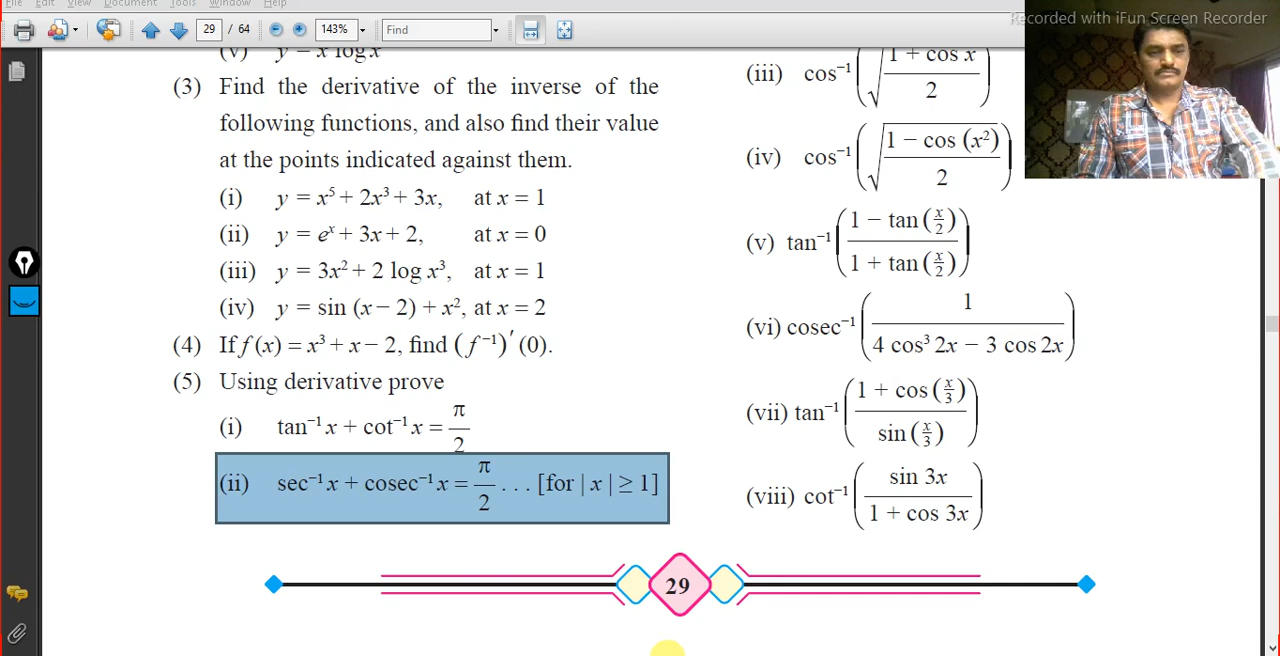 File Edit View Document Tools Window Help
29 / 64 143% Find
Recorded with iFun Screen Recorder
(v) y = x log x
(3) Find the derivative of the inverse of the
following functions, and also find their value
at the points indicated against them.
(i) y = x⁵ + 2x³ + 3x, at x = 1
(ii) y = eˣ + 3x + 2, at x = 0
(iii) y = 3x² + 2 log x³, at x = 1
(iv) y = sin (x − 2) + x², at x = 2
(4) If f (x) = x³ + x − 2, find (f⁻¹)′ (0).
(5) Using derivative prove
(i) tan⁻¹ x + cot⁻¹ x = π/2
(ii) sec⁻¹ x + cosec⁻¹ x = π/2 . . . [for | x | ≥ 1]
(iii) cos⁻¹ (√((1 + cos x)/2))
(iv) cos⁻¹ (√((1 − cos (x²))/2))
(v) tan⁻¹ ((1 − tan (x/2))/(1 + tan (x/2)))
(vi) cosec⁻¹ (1/(4 cos³ 2x − 3 cos 2x))
(vii) tan⁻¹ ((1 + cos (x/3))/(sin (x/3)))
(viii) cot⁻¹ (sin 3x/(1 + cos 3x))
29